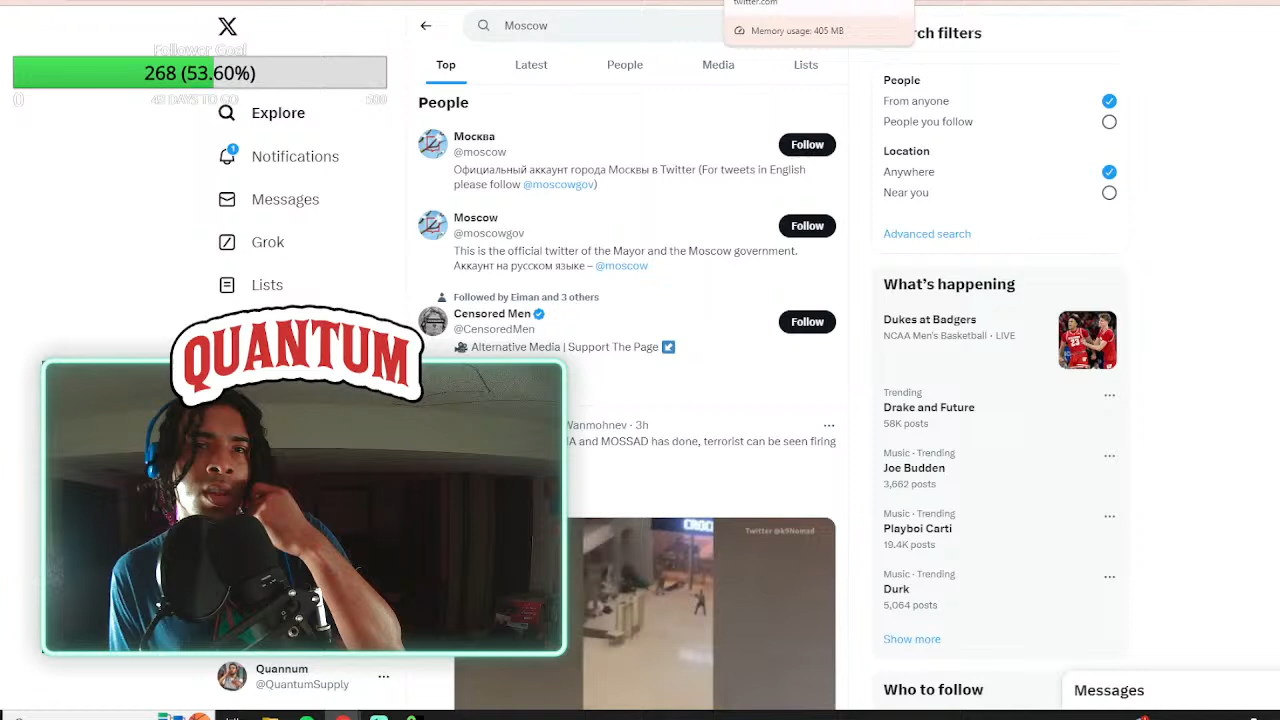 twitter.com
Memory usage: 405 MB
Moscow
filters
Follower Goal
268 (53.60%)
48 DAYS TO GO
500
Explore
1
Notifications
Messages
Grok
Lists
Top
Latest
People
Media
Lists
People
Москва
@moscow
Официальный аккаунт города Москвы в Twitter (For tweets in English
please follow @moscowgov)
Follow
Moscow
@moscowgov
This is the official twitter of the Mayor and the Moscow government.
Аккаунт на русском языке – @moscow
Follow
Followed by Eiman and 3 others
Censored Men
@CensoredMen
Alternative Media | Support The Page
Follow
QUANTUM
Wanmohnev · 3h
and MOSSAD has done, terrorist can be seen firing
Twitter @k9Nomad
Quannum
@QuantumSupply
People
From anyone
People you follow
Location
Anywhere
Near you
Advanced search
What's happening
Dukes at Badgers
NCAA Men's Basketball · LIVE
Trending
Drake and Future
58K posts
Music · Trending
Joe Budden
3,662 posts
Music · Trending
Playboi Carti
19.4K posts
Music · Trending
Durk
5,064 posts
Show more
Who to follow
Messages